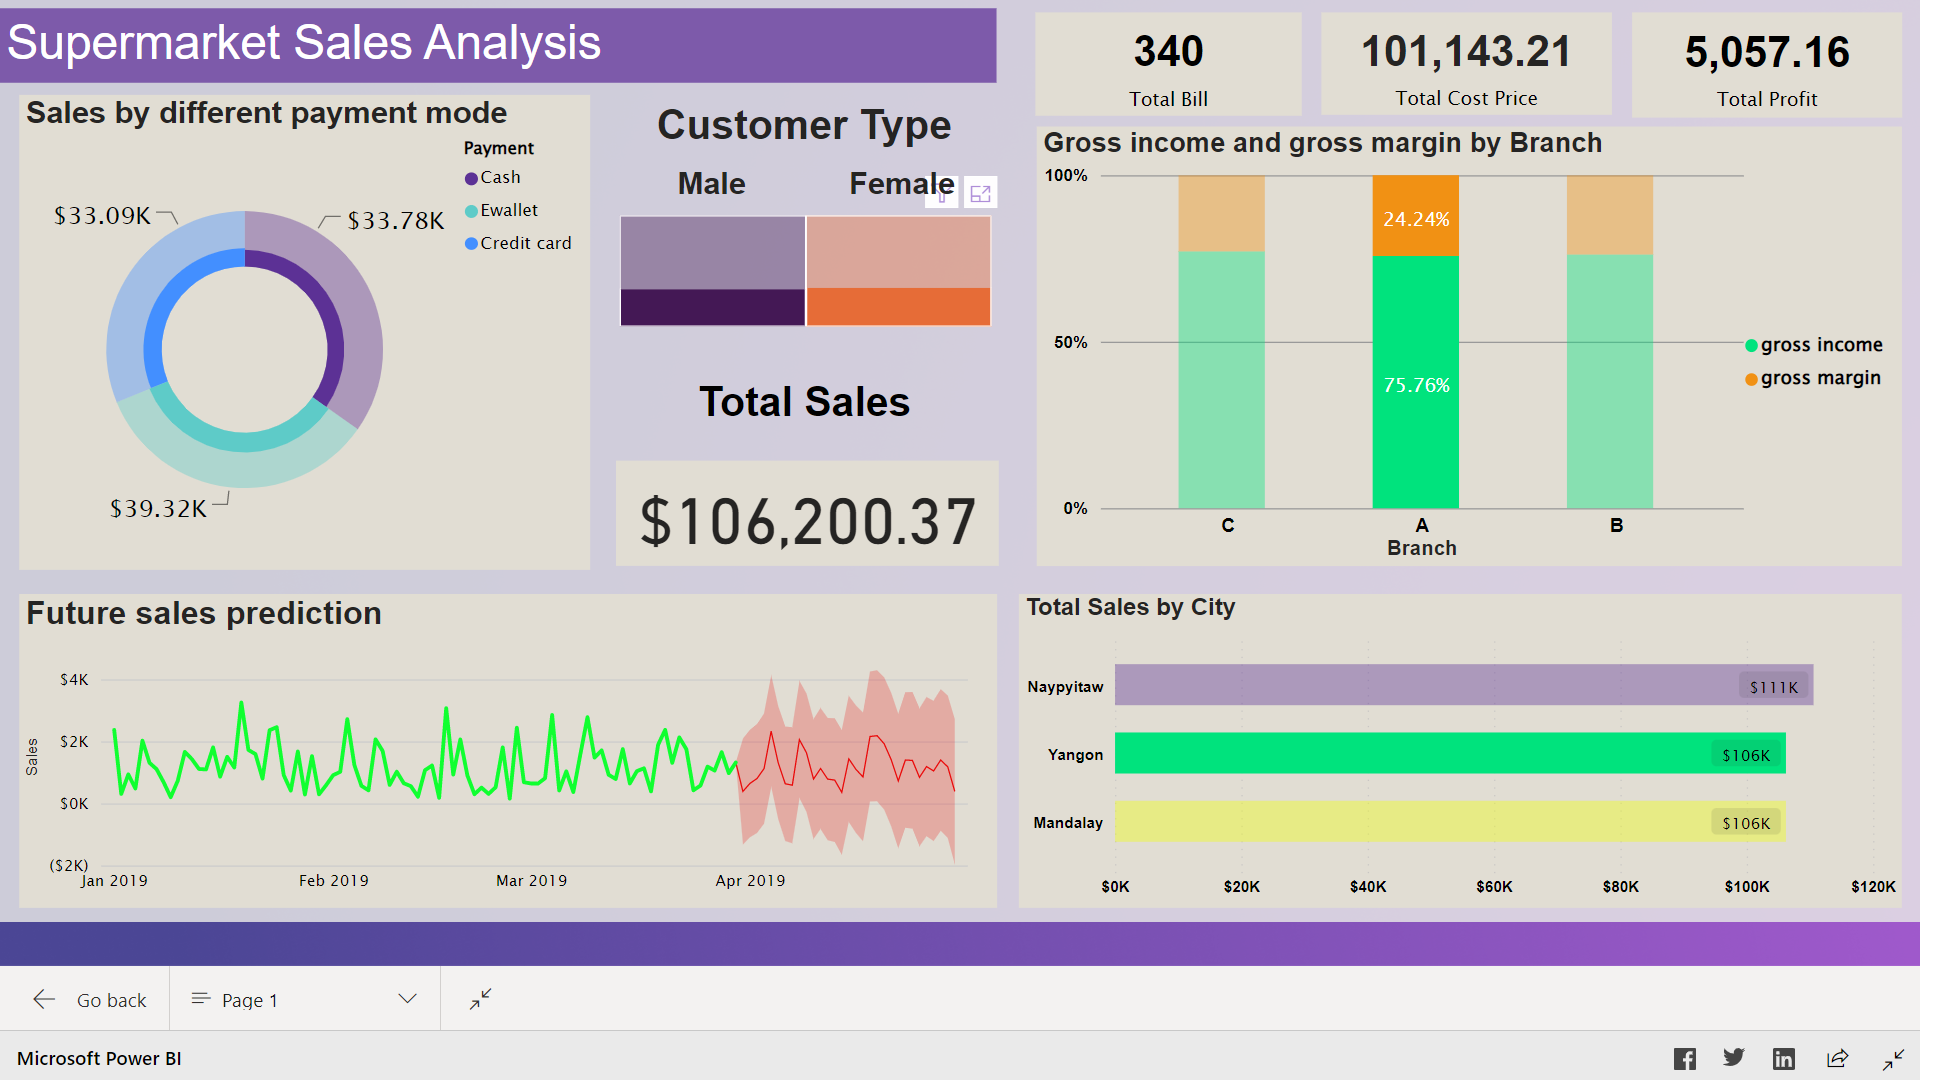 Supermarket Sales Analysis
340
Total Bill
101,143.21
Total Cost Price
5,057.16
Total Profit
Sales by different payment mode
Payment
Cash
Ewallet
Credit card
$33.09K
$33.78K
$39.32K
Customer Type
Male
Female
Total Sales
$106,200.37
Gross income and gross margin by Branch
100%
50%
0%
24.24%
75.76%
C
A
B
Branch
gross income
gross margin
Future sales prediction
Sales
$4K
$2K
$0K
($2K)
Jan 2019
Feb 2019
Mar 2019
Apr 2019
Total Sales by City
Naypyitaw
$111K
Yangon
$106K
Mandalay
$106K
$0K
$20K
$40K
$60K
$80K
$100K
$120K
Go back
Page 1
Microsoft Power BI